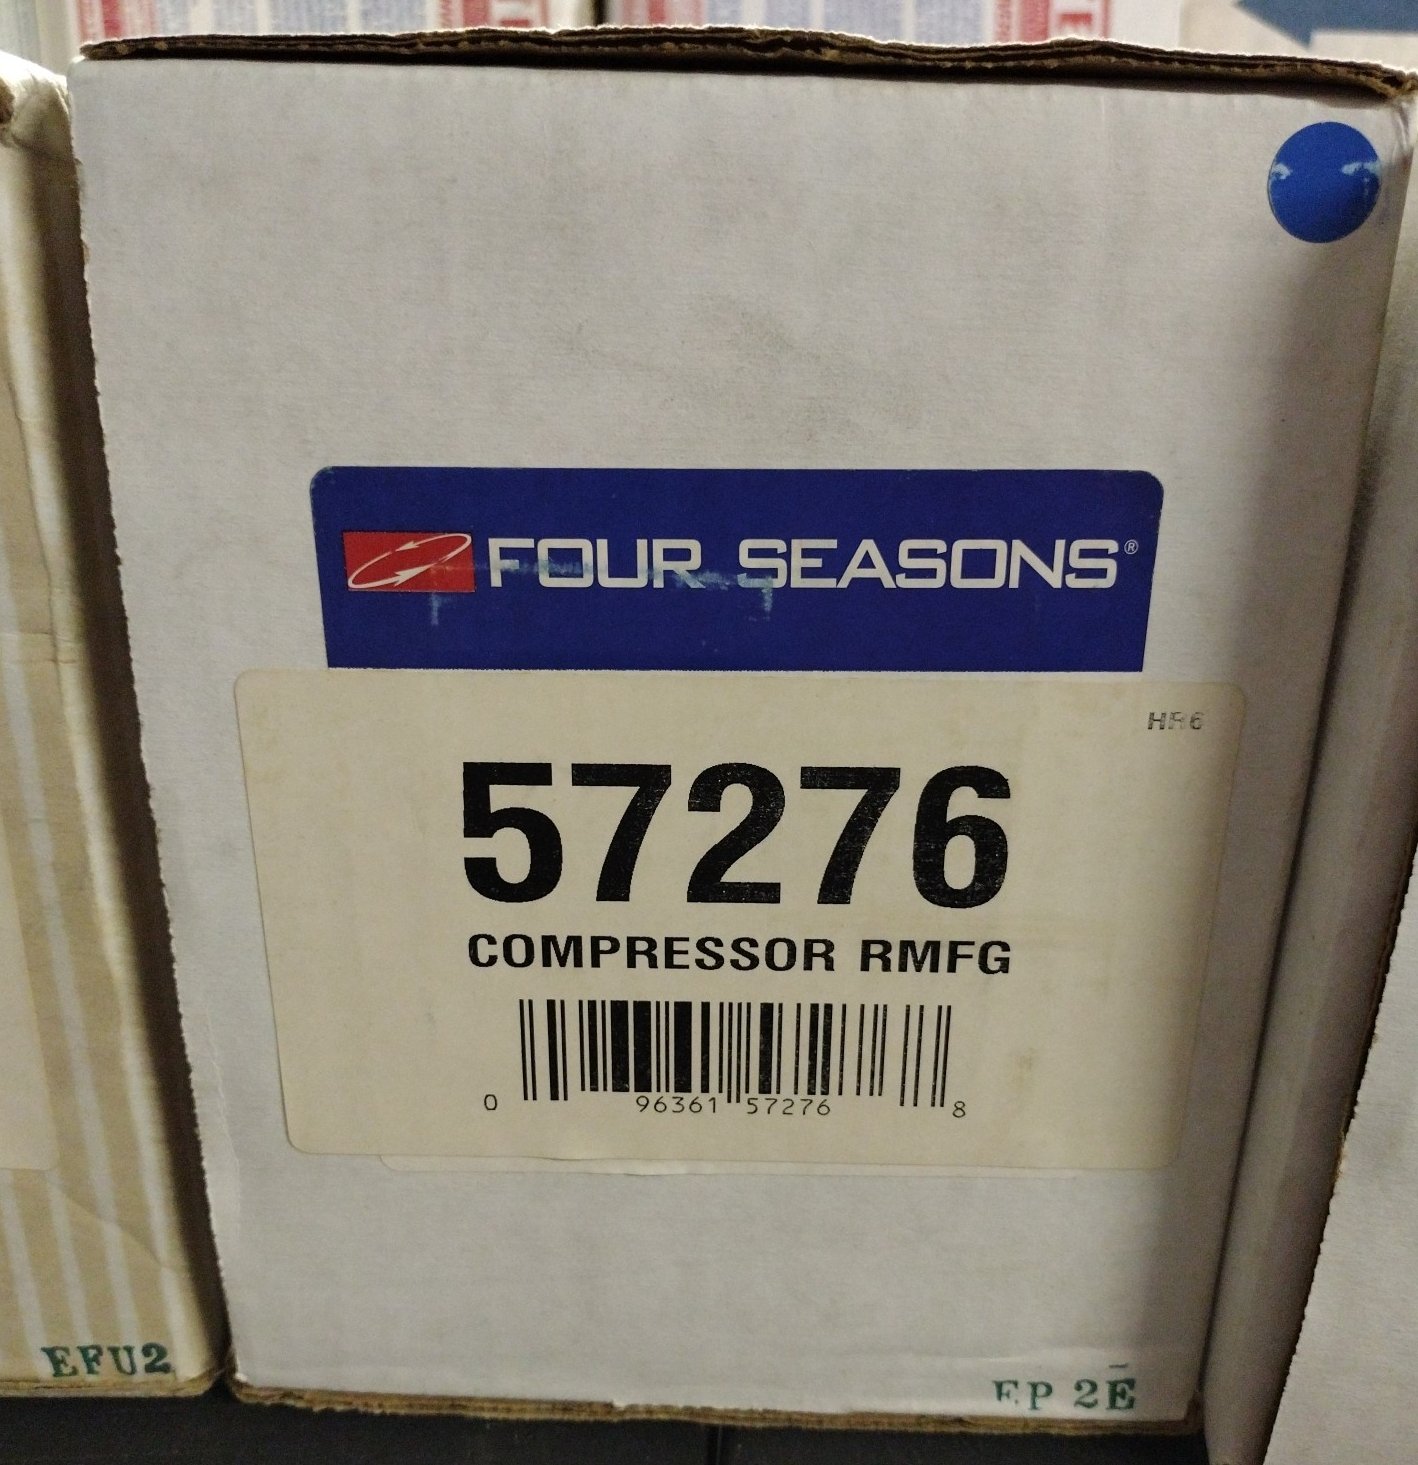 FOUR SEASONS®
HR6
57276
COMPRESSOR RMFG
0 96361 57276 8
EFU2
EP 2E